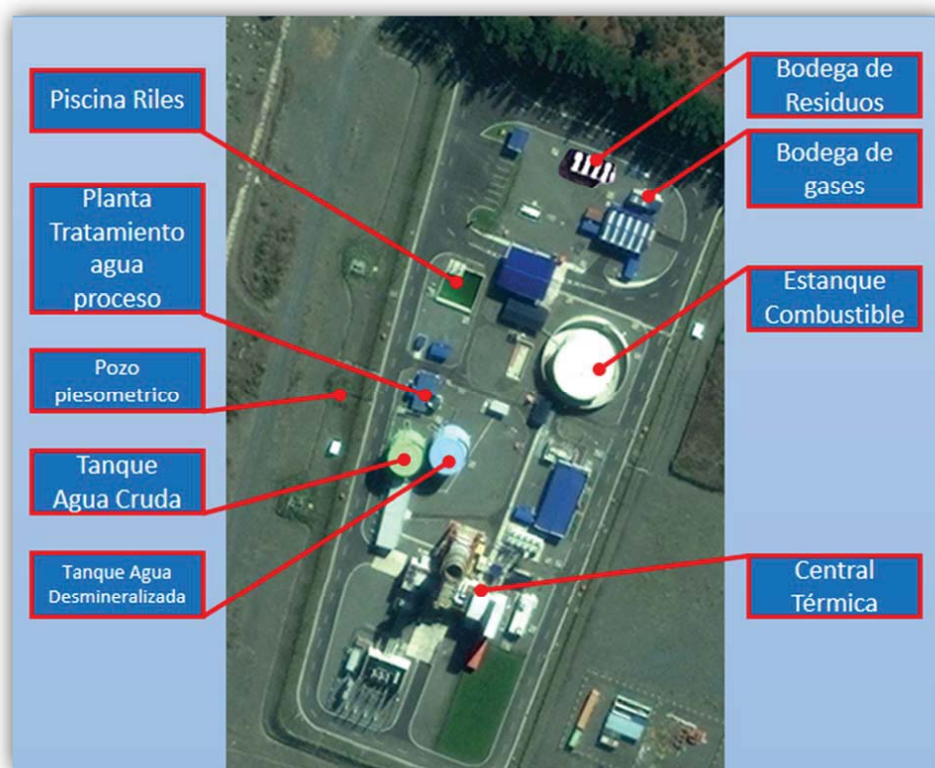 Piscina Riles
Planta
Tratamiento
agua
proceso
Pozo
piesometrico
Tanque
Agua Cruda
Tanque Agua
Desmineralizada
Bodega de
Residuos
Bodega de
gases
Estanque
Combustible
Central
Térmica